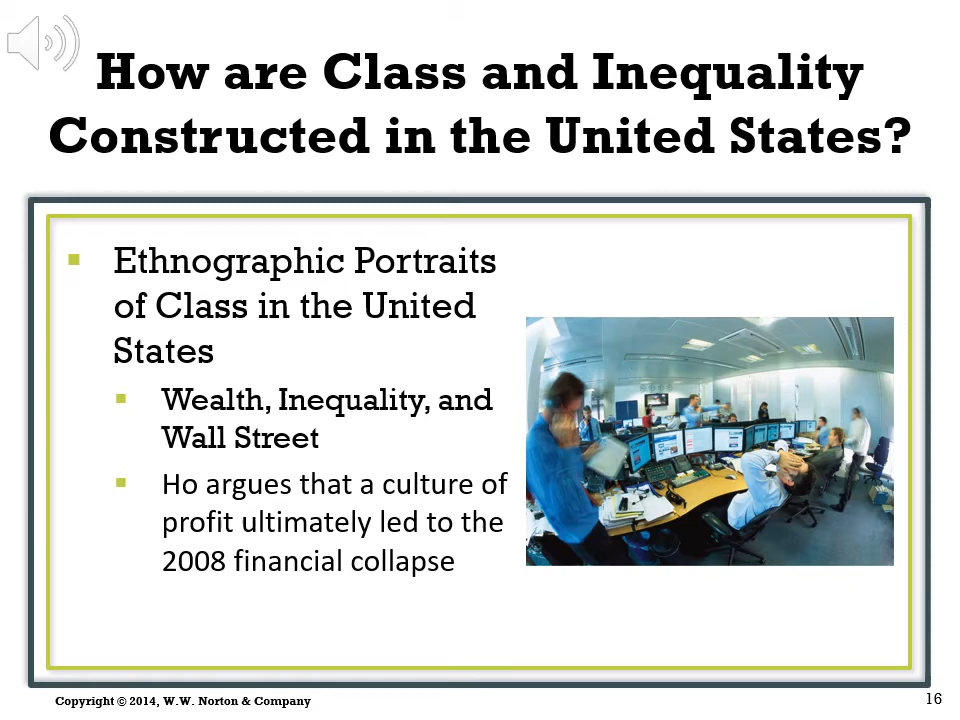 How are Class and Inequality
Constructed in the United States?
Ethnographic Portraits
of Class in the United
States
Wealth, Inequality, and
Wall Street
Ho argues that a culture of
profit ultimately led to the
2008 financial collapse
Copyright © 2014, W.W. Norton & Company
16